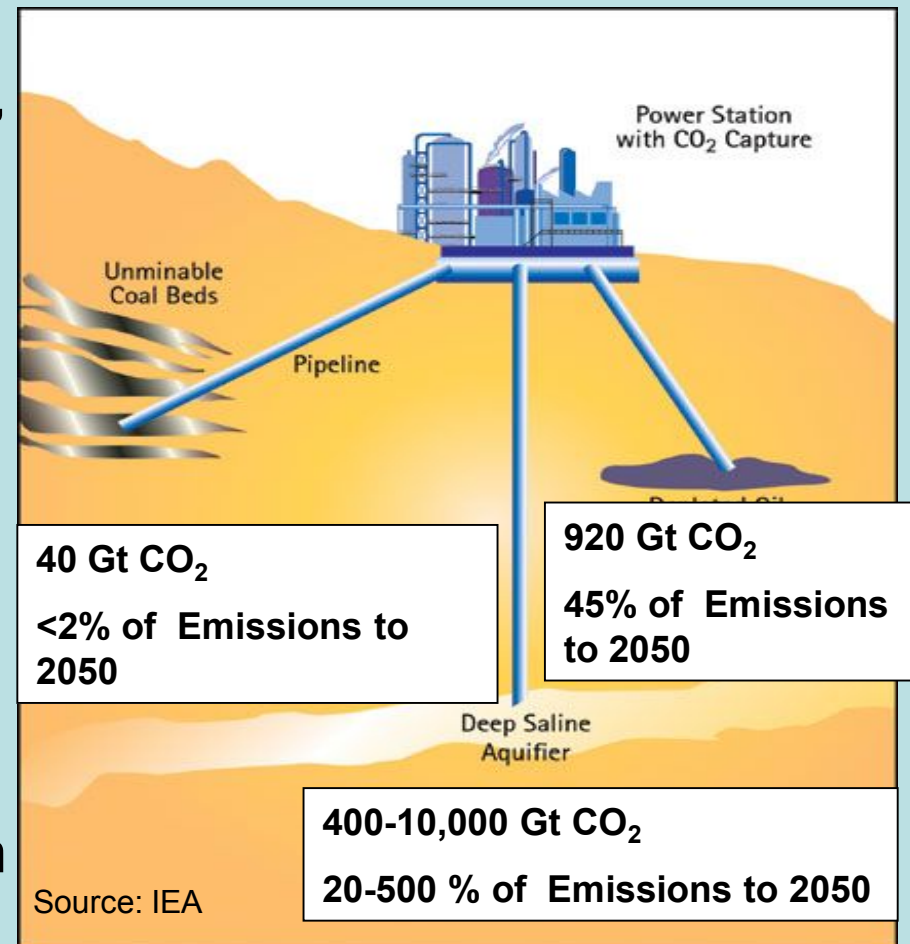 Power Station
with CO₂ Capture
Unminable
Coal Beds
Pipeline
40 Gt CO₂
<2% of Emissions to
2050
920 Gt CO₂
45% of Emissions
to 2050
Deep Saline
Aquifier
400-10,000 Gt CO₂
20-500 % of Emissions to 2050
Source: IEA